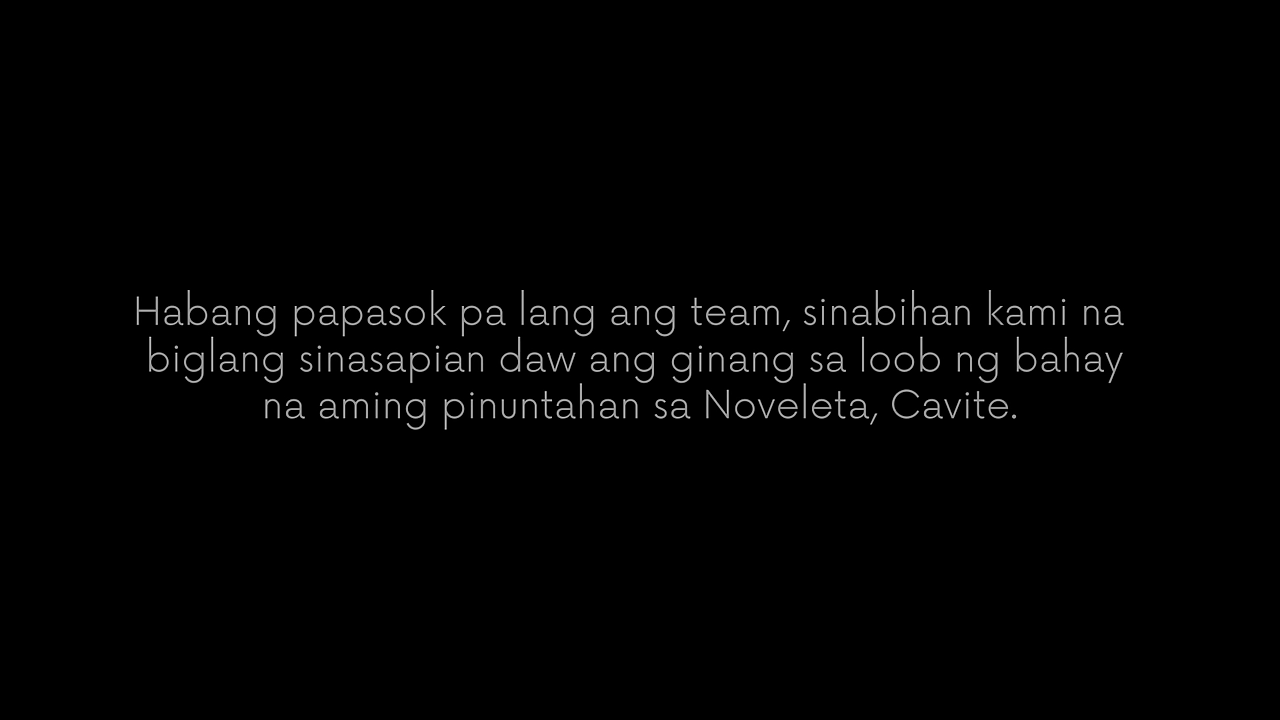 Habang papasok pa lang ang team, sinabihan kami na
biglang sinasapian daw ang ginang sa loob ng bahay
na aming pinuntahan sa Noveleta, Cavite.